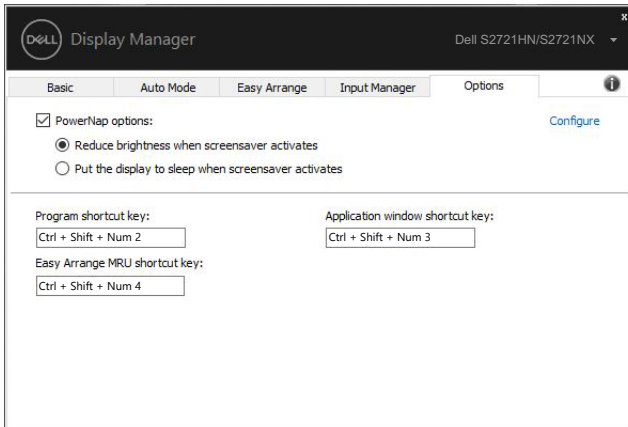 x
DELL Display Manager
Dell S2721HN/S2721NX
Basic Auto Mode Easy Arrange Input Manager Options
PowerNap options: Configure
Reduce brightness when screensaver activates
Put the display to sleep when screensaver activates
Program shortcut key: Application window shortcut key:
Ctrl + Shift + Num 2 Ctrl + Shift + Num 3
Easy Arrange MRU shortcut key:
Ctrl + Shift + Num 4